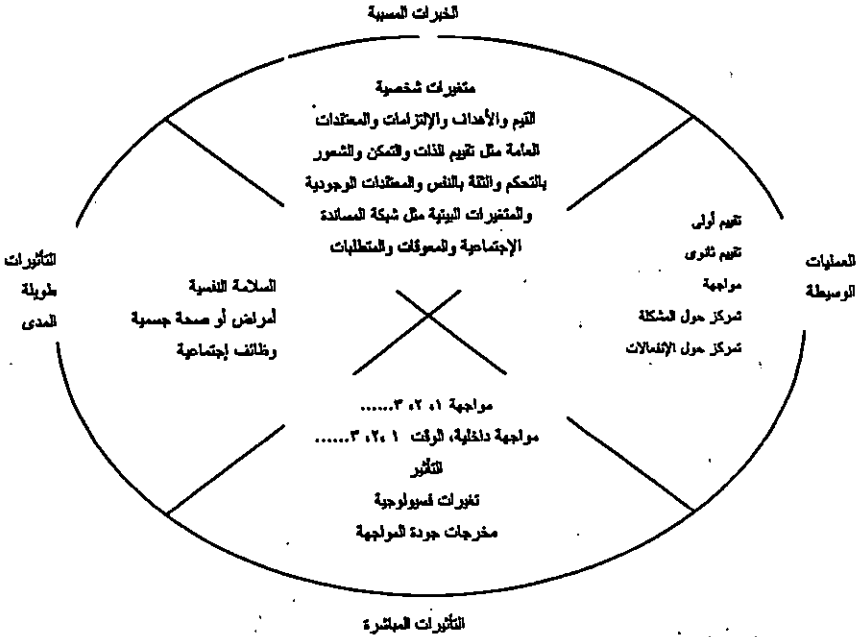 الخبرات المسببة
متغيرات شخصية
القيم والأهداف والإلتزامات والمعتقدات
العامة مثل تقييم الذات والتمكن والشعور
بالتحكم والثقة بالنفس والمعتقدات الوجودية
والمتغيرات البيئية مثل شبكة المساندة
الإجتماعية والمعوقات والمتطلبات
العمليات
الوسيطة
تقييم أولى
تقييم ثانوى
مواجهة
تمركز حول المشكلة
تمركز حول الإنفعالات
السلامة النفسية
أمراض أو صحة جسمية
وظائف إجتماعية
التأثيرات
طويلة
المدى
مواجهة ١، ٢، ٣......
مواجهة داخلية، الوقت ١ ،٢، ٣......
التأثير
تغيرات فسيولوجية
مخرجات جودة المواجهة
التأثيرات المباشرة